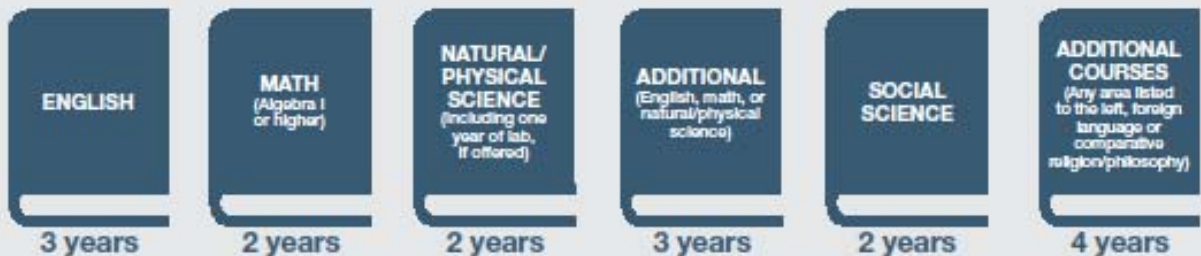 ENGLISH
3 years
MATH
(Algebra I
or higher)
2 years
NATURAL/
PHYSICAL
SCIENCE
(Including one
year of lab,
if offered)
2 years
ADDITIONAL
(English, math, or
natural/physical
science)
3 years
SOCIAL
SCIENCE
2 years
ADDITIONAL
COURSES
(Any area listed
to the left, foreign
language or
comparative
religion/philosophy)
4 years